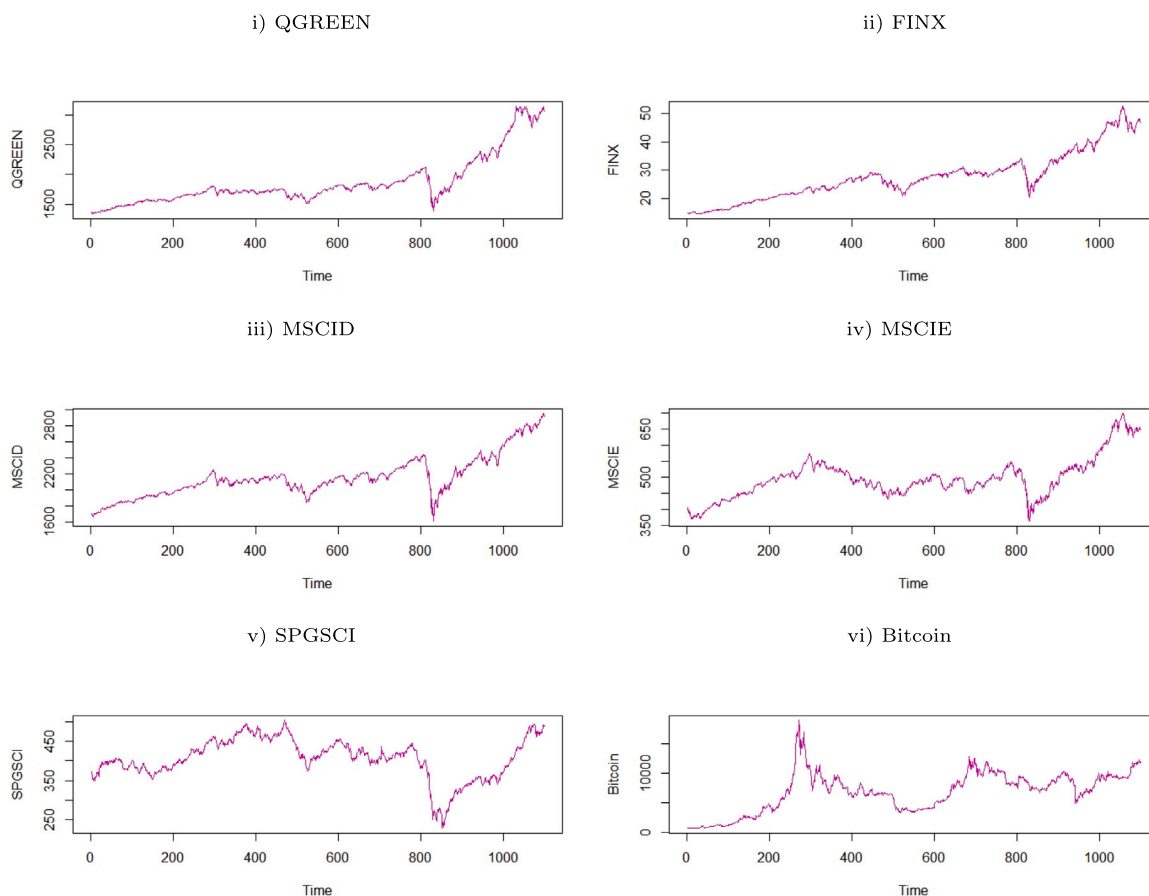 i) QGREEN
ii) FINX
QGREEN
1500
2500
0 200 400 600 800 1000
Time
FINX
20 30 40 50
0 200 400 600 800 1000
Time
iii) MSCID
iv) MSCIE
MSCID
1600 2200 2800
0 200 400 600 800 1000
Time
MSCIE
350 500 650
0 200 400 600 800 1000
Time
v) SPGSCI
vi) Bitcoin
SPGSCI
250 350 450
0 200 400 600 800 1000
Time
Bitcoin
0 10000
0 200 400 600 800 1000
Time